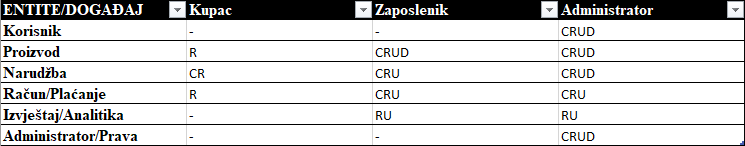 ENTITE/DOGAĐAJ Kupac Zaposlenik Administrator
Korisnik - - CRUD
Proizvod R CRUD CRUD
Narudžba CR CRU CRUD
Račun/Plaćanje R CRU CRU
Izvještaj/Analitika - RU RU
Administrator/Prava - - CRUD